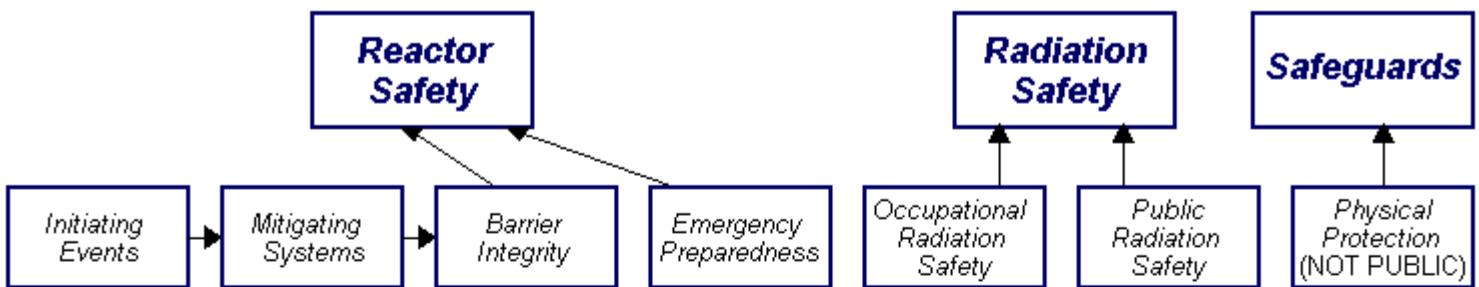 Reactor
Safety
Radiation
Safety
Safeguards
Initiating
Events
Mitigating
Systems
Barrier
Integrity
Emergency
Preparedness
Occupational
Radiation
Safety
Public
Radiation
Safety
Physical
Protection
(NOT PUBLIC)